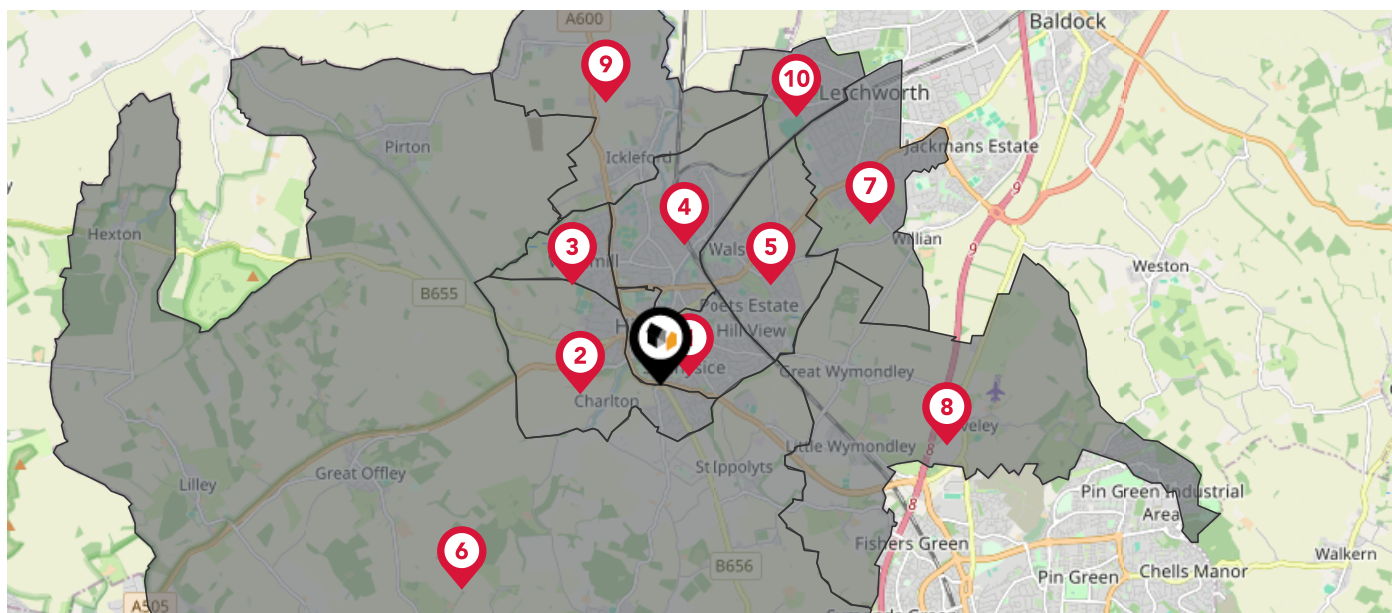 A600
Baldock
9
10
Letchworth
Pirton
Ickleford
Jackmans Estate
7
9
4
Hexton
3
5
Willian
9
Weston
B655
Poets Estate
Hill View
2
Great Wymondley
Charlton
8
Little Wymondley
St Ippolyts
8
Great Offley
Lilley
Pin Green Industrial
Area
8
6
Fishers Green
Walkern
B656
Pin Green
Chells Manor
A505